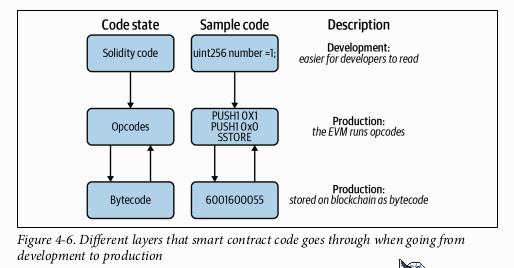 Code state
Sample code
Description
Solidity code
uint256 number =1;
Development:
easier for developers to read
Opcodes
PUSH1 0X1
PUSH1 0x0
SSTORE
Production:
the EVM runs opcodes
Bytecode
6001600055
Production:
stored on blockchain as bytecode
Figure 4-6. Different layers that smart contract code goes through when going from
development to production